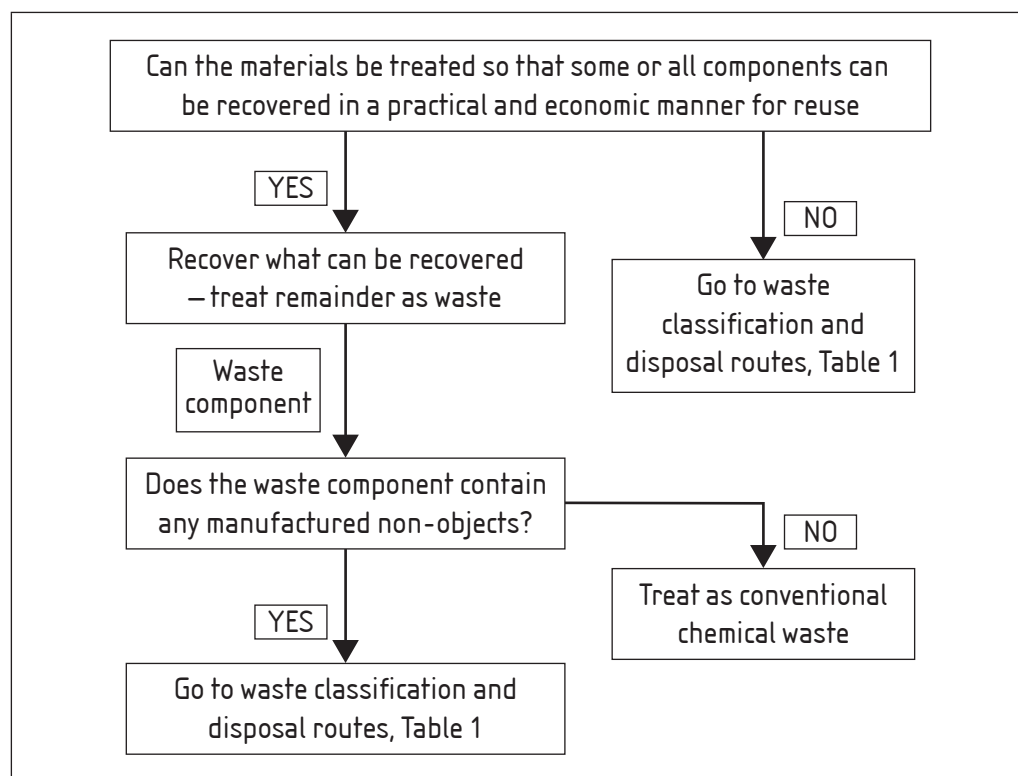 Can the materials be treated so that some or all components can
be recovered in a practical and economic manner for reuse
YES
NO
Recover what can be recovered
– treat remainder as waste
Go to waste
classification and
disposal routes, Table 1
Waste
component
Does the waste component contain
any manufactured non-objects?
NO
YES
Treat as conventional
chemical waste
Go to waste classification and
disposal routes, Table 1